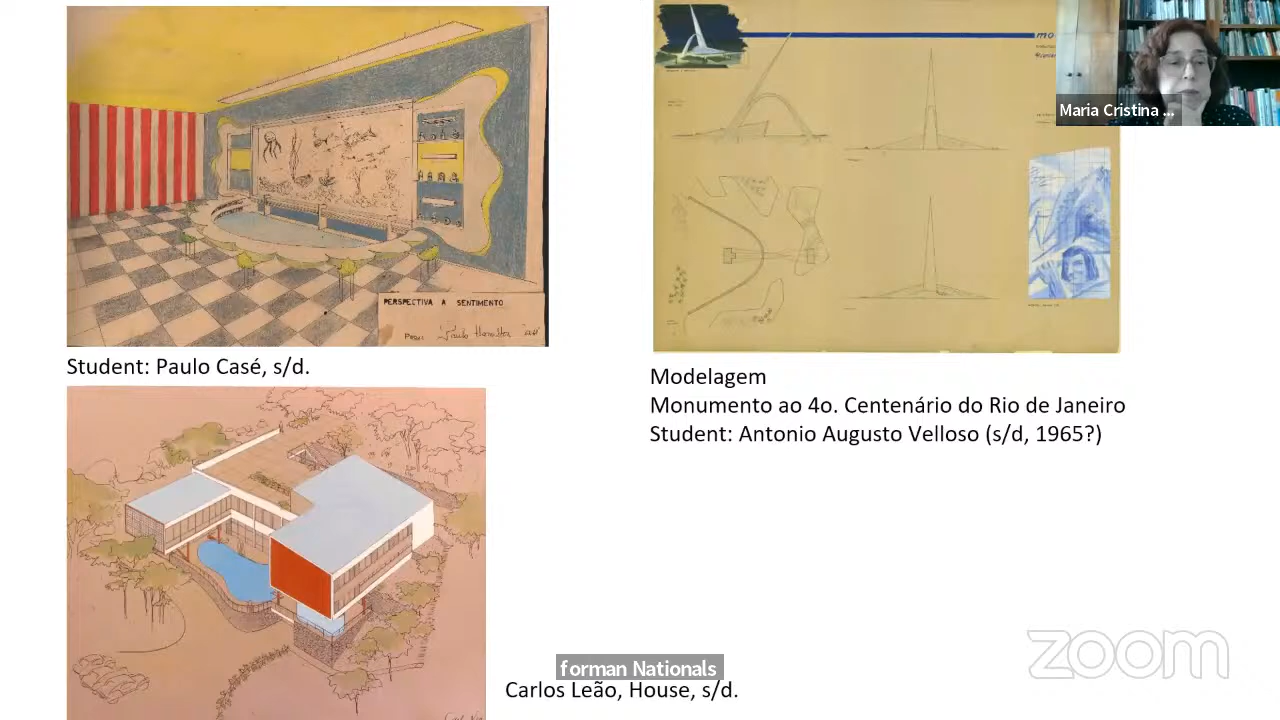 Maria Cristina ...
PERSPECTIVA A SENTIMENTO
Student: Paulo Casé, s/d.
Modelagem
Monumento ao 4o. Centenário do Rio de Janeiro
Student: Antonio Augusto Velloso (s/d, 1965?)
forman Nationals
Carlos Leão, House, s/d.
zoom